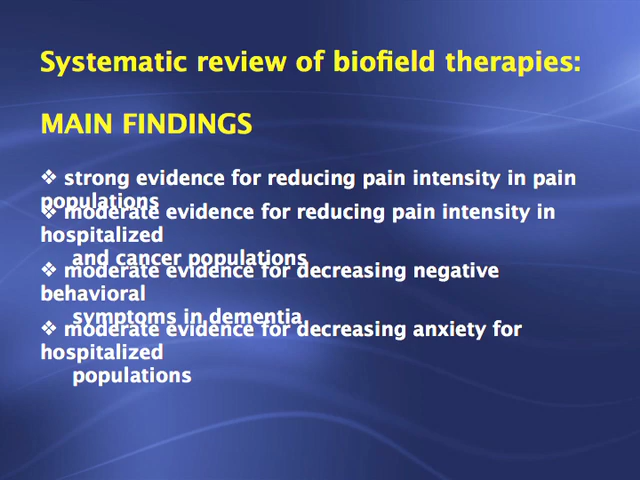 Systematic review of biofield therapies:
MAIN FINDINGS
❖ strong evidence for reducing pain intensity in pain
populations
❖ moderate evidence for reducing pain intensity in
hospitalized
and cancer populations
❖ moderate evidence for decreasing negative
behavioral
symptoms in dementia
❖ moderate evidence for decreasing anxiety for
hospitalized
populations